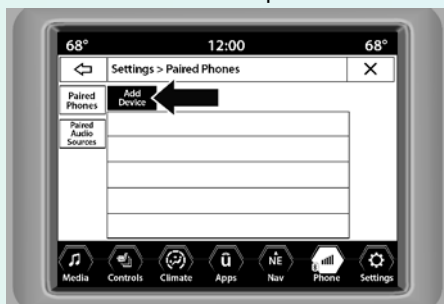 68° 12:00 68°
Settings > Paired Phones X
Paired
Phones
Add
Device
Paired
Audio
Sources
û NE
Media Controls Climate Apps Nav Phone Settings